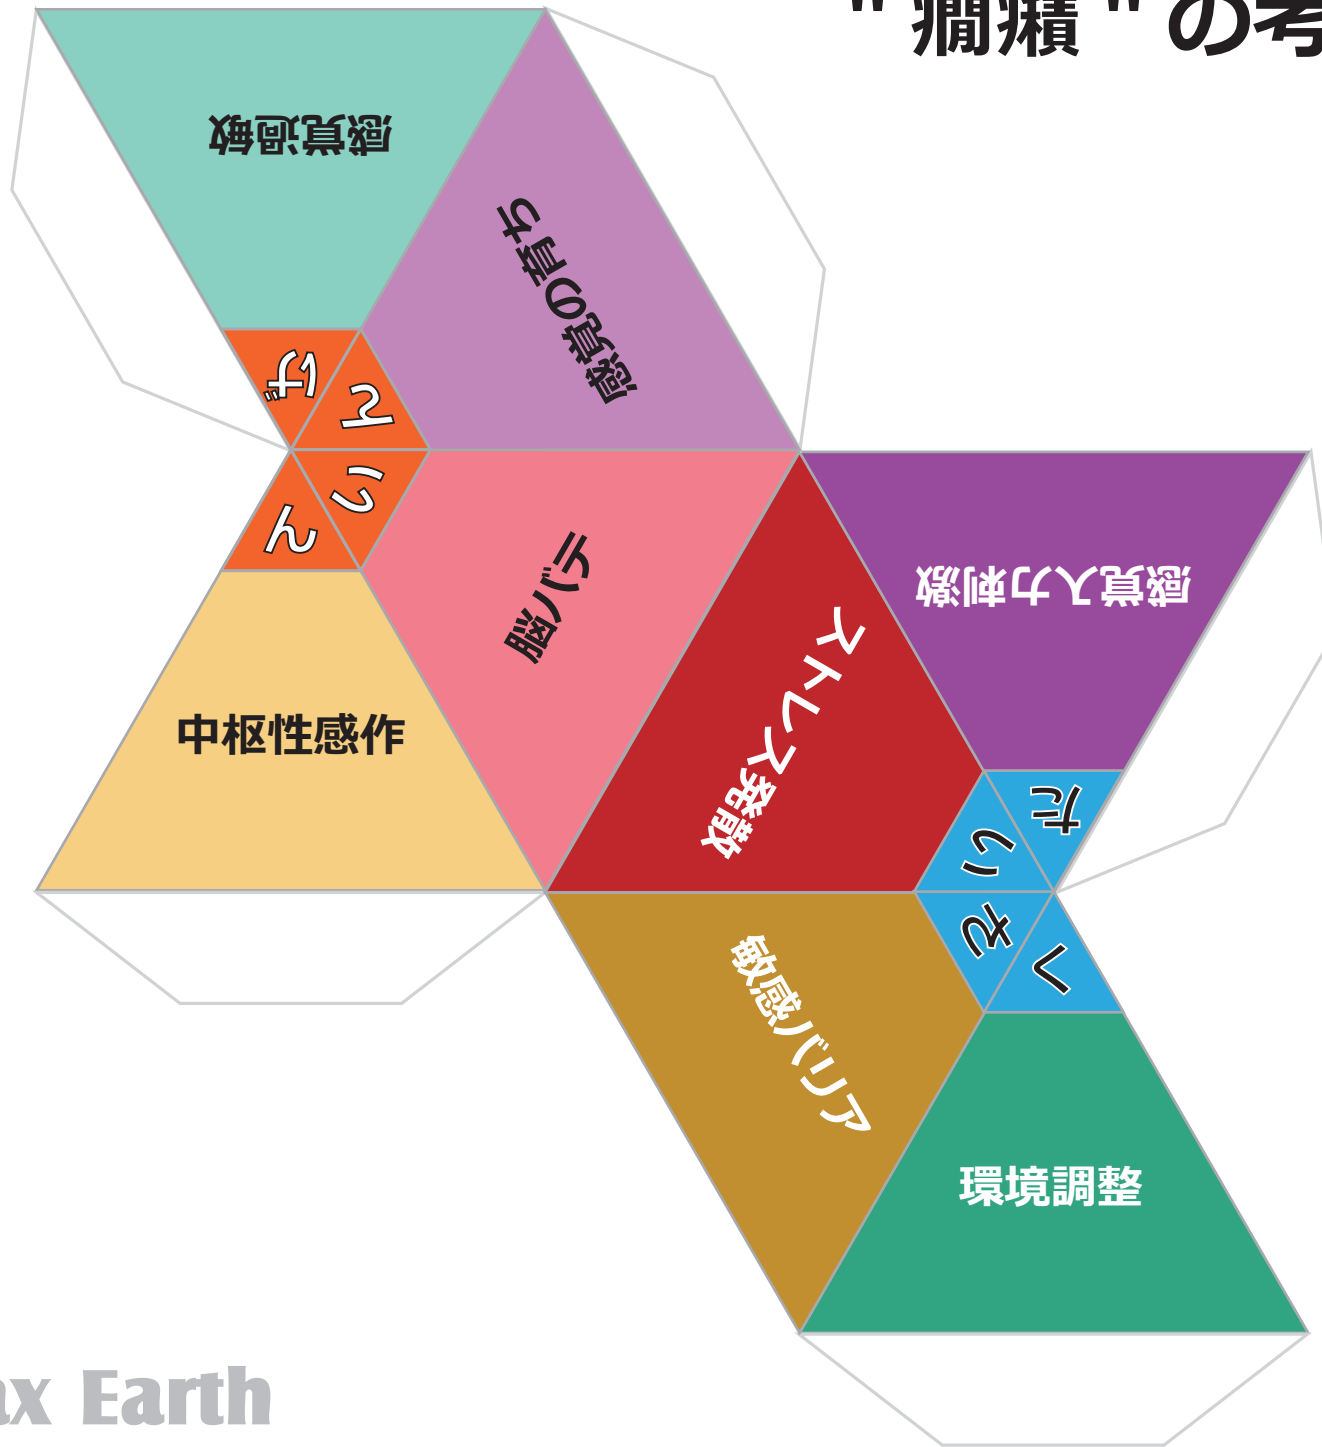 " 癇癪 " の考
感覚過敏
感覚の育ち
げ
ん
い
ん
脳バテ
中枢性感作
感覚入力刺激
ストレス発散
た
い
さ
く
敏感バリア
環境調整
ax Earth